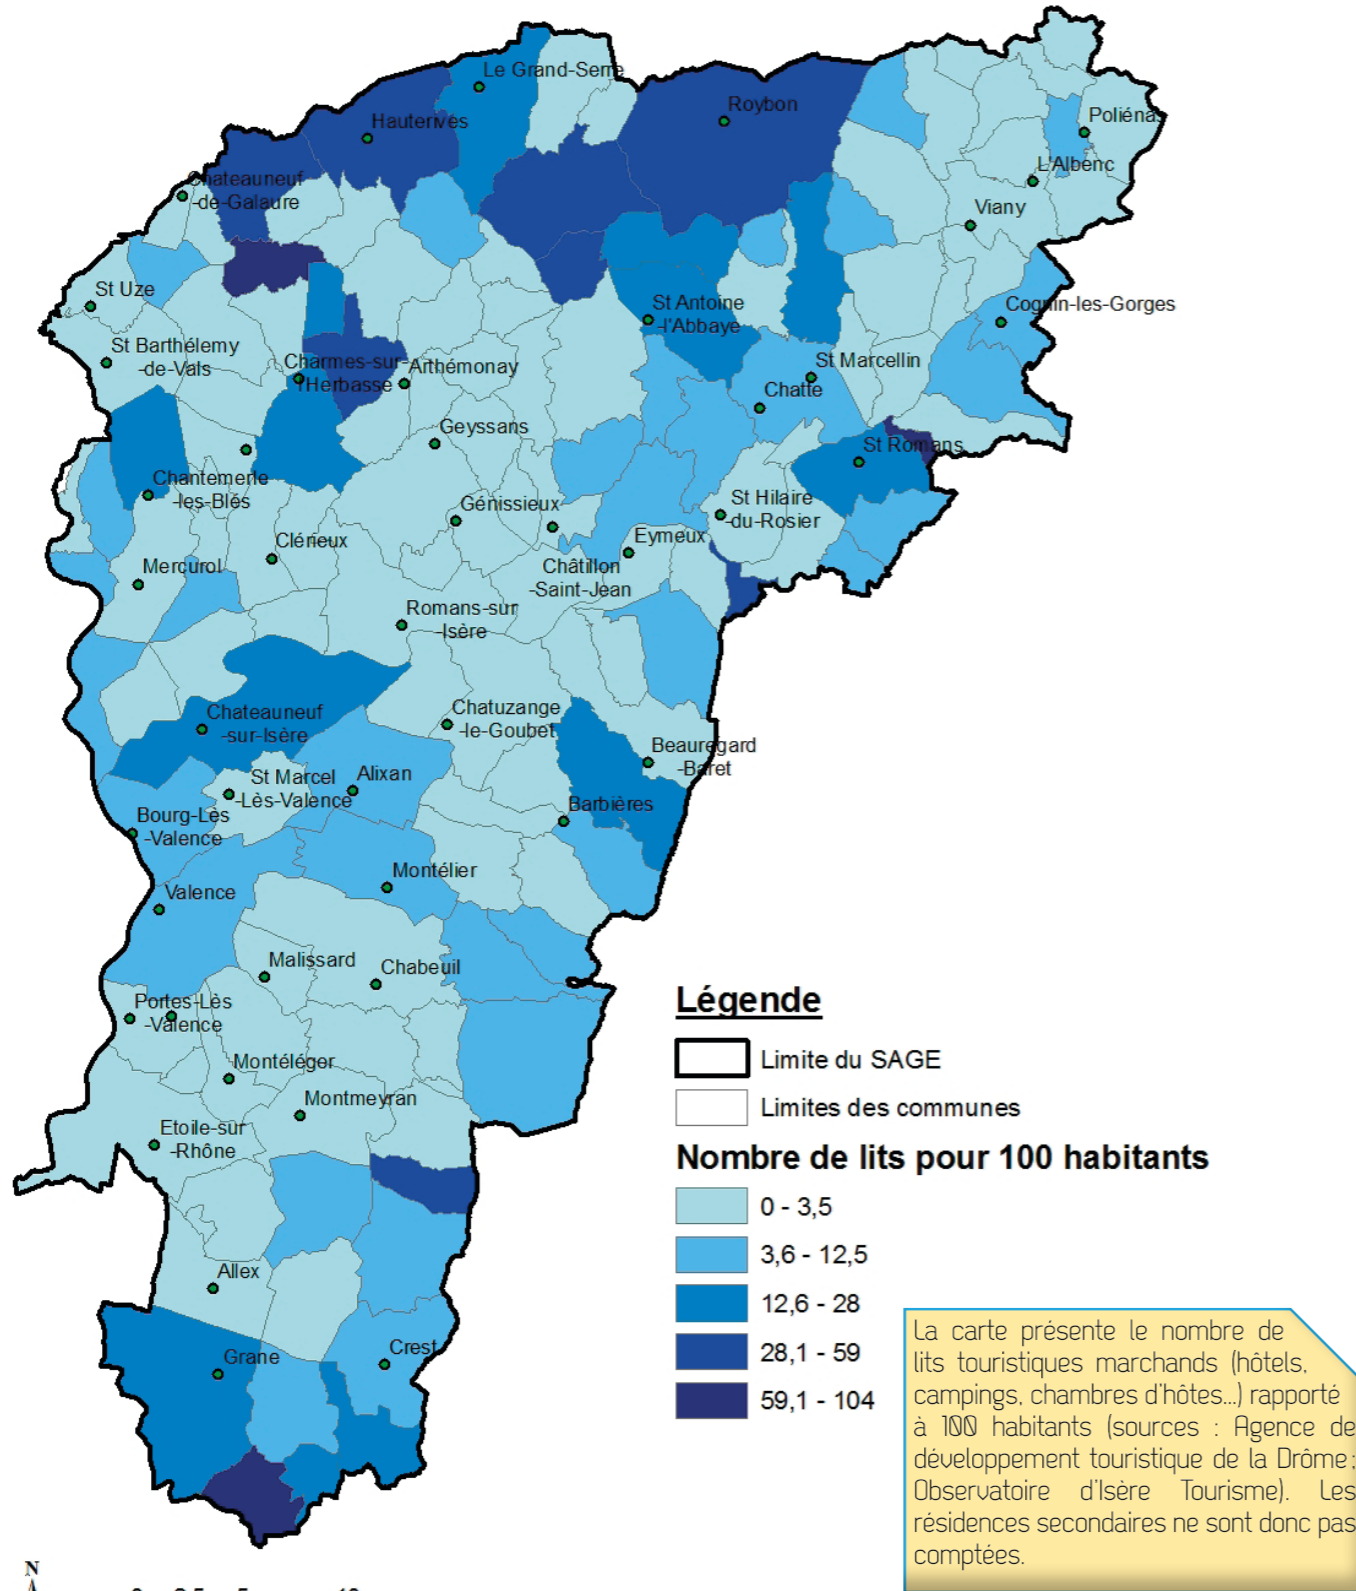 Le Grand-Serre
Roybon
Hauterives
Poliénas
L'Albenc
Chateauneuf
-de-Galaure
Viany
St Uze
St Antoine
-l'Abbaye
Cognin-les-Gorges
St Barthélemy
-de-Vals
Charmes-sur-
l'Herbasse
Arthémonay
St Marcellin
Chatte
Geyssans
St Romans
Chantemerle
-les-Blés
St Hilaire
-du-Rosier
Génissieux
Clérieux
Eymeux
Mercurol
Châtillon
-Saint-Jean
Romans-sur
-Isère
Chateauneuf
-sur-Isère
Chatuzange
-le-Goubet
Beauregard
-Baret
St Marcel
-Lès-Valence
Alixan
Barbières
Bourg-Lès
-Valence
Montélier
Valence
Malissard
Chabeuil
Portes-Lès
-Valence
Montéléger
Montmeyran
Etoile-sur
-Rhône
Allex
Grane
Crest
Légende
Limite du SAGE
Limites des communes
Nombre de lits pour 100 habitants
0 - 3,5
3,6 - 12,5
12,6 - 28
28,1 - 59
59,1 - 104
La carte présente le nombre de
lits touristiques marchands (hôtels,
campings, chambres d'hôtes...) rapporté
à 100 habitants (sources : Agence de
développement touristique de la Drôme ;
Observatoire d'Isère Tourisme). Les
résidences secondaires ne sont donc pas
comptées.
N